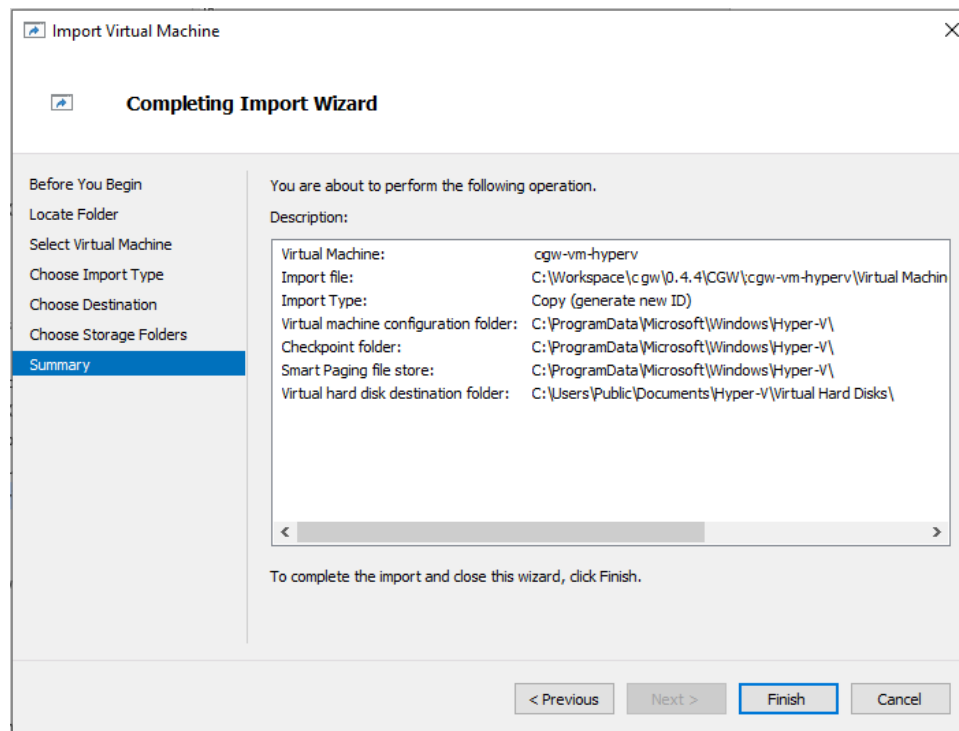 Import Virtual Machine
Completing Import Wizard
Before You Begin
Locate Folder
Select Virtual Machine
Choose Import Type
Choose Destination
Choose Storage Folders
Summary
You are about to perform the following operation.
Description:
Virtual Machine: cgw-vm-hyperv
Import file: C:\Workspace\cgw\0.4.4\CGW\cgw-vm-hyperv\Virtual Machin
Import Type: Copy (generate new ID)
Virtual machine configuration folder: C:\ProgramData\Microsoft\Windows\Hyper-V\
Checkpoint folder: C:\ProgramData\Microsoft\Windows\Hyper-V\
Smart Paging file store: C:\ProgramData\Microsoft\Windows\Hyper-V\
Virtual hard disk destination folder: C:\Users\Public\Documents\Hyper-V\Virtual Hard Disks\
To complete the import and close this wizard, click Finish.
< Previous Next > Finish Cancel